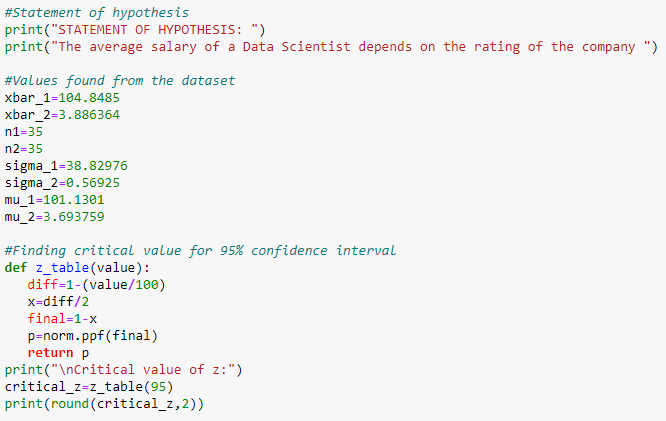 #Statement of hypothesis
print("STATEMENT OF HYPOTHESIS: ")
print("The average salary of a Data Scientist depends on the rating of the company ")

#Values found from the dataset
xbar_1=104.8485
xbar_2=3.886364
n1=35
n2=35
sigma_1=38.82976
sigma_2=0.56925
mu_1=101.1301
mu_2=3.693759

#Finding critical value for 95% confidence interval
def z_table(value):
   diff=1-(value/100)
   x=diff/2
   final=1-x
   p=norm.ppf(final)
   return p
print("\nCritical value of z:")
critical_z=z_table(95)
print(round(critical_z,2))